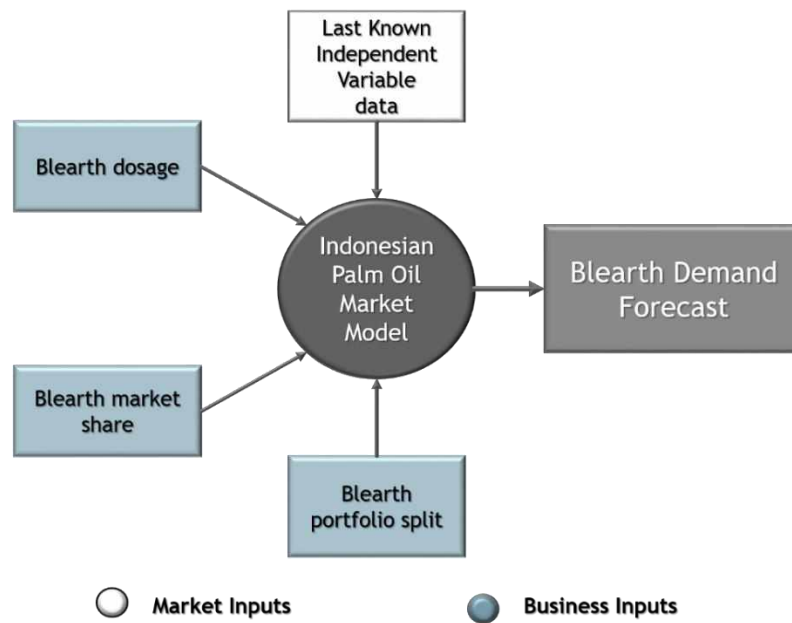 Last Known
Independent
Variable
data
Blearth dosage
Indonesian
Palm Oil
Market
Model
Blearth Demand
Forecast
Blearth market
share
Blearth
portfolio split
Market Inputs
Business Inputs